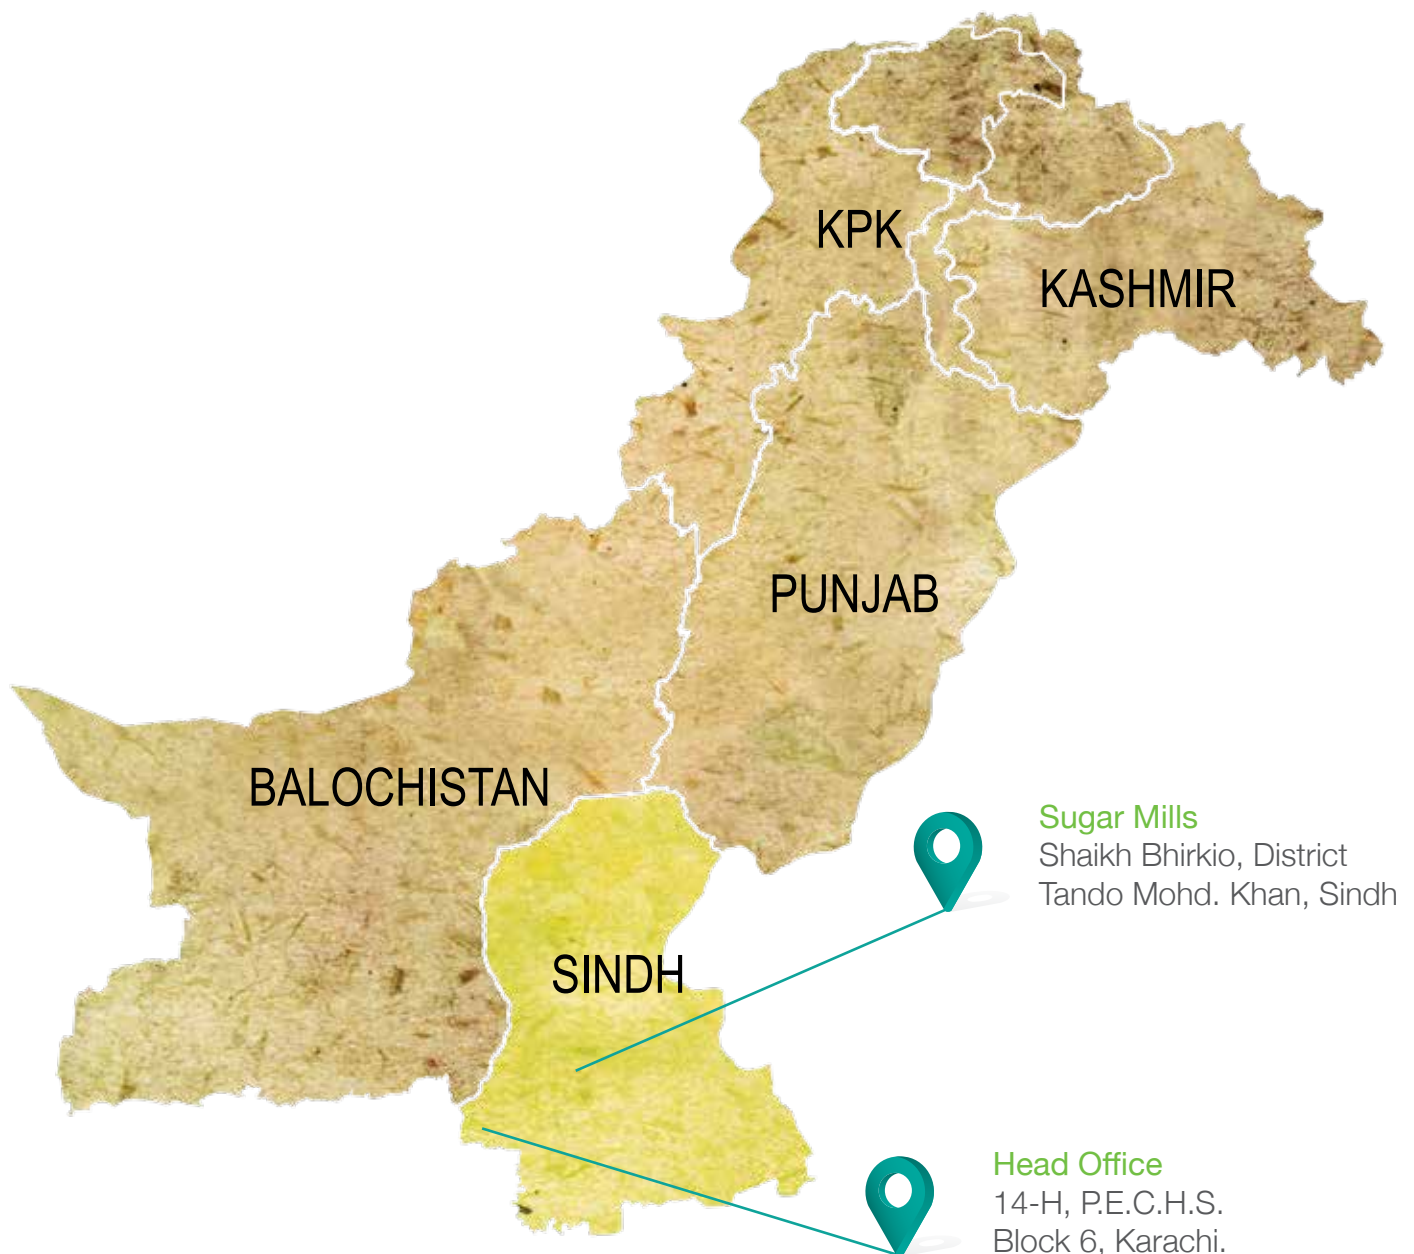 KPK
KASHMIR
PUNJAB
BALOCHISTAN
Sugar Mills
Shaikh Bhirkio, District
Tando Mohd. Khan, Sindh
SINDH
Head Office
14-H, P.E.C.H.S.
Block 6, Karachi.